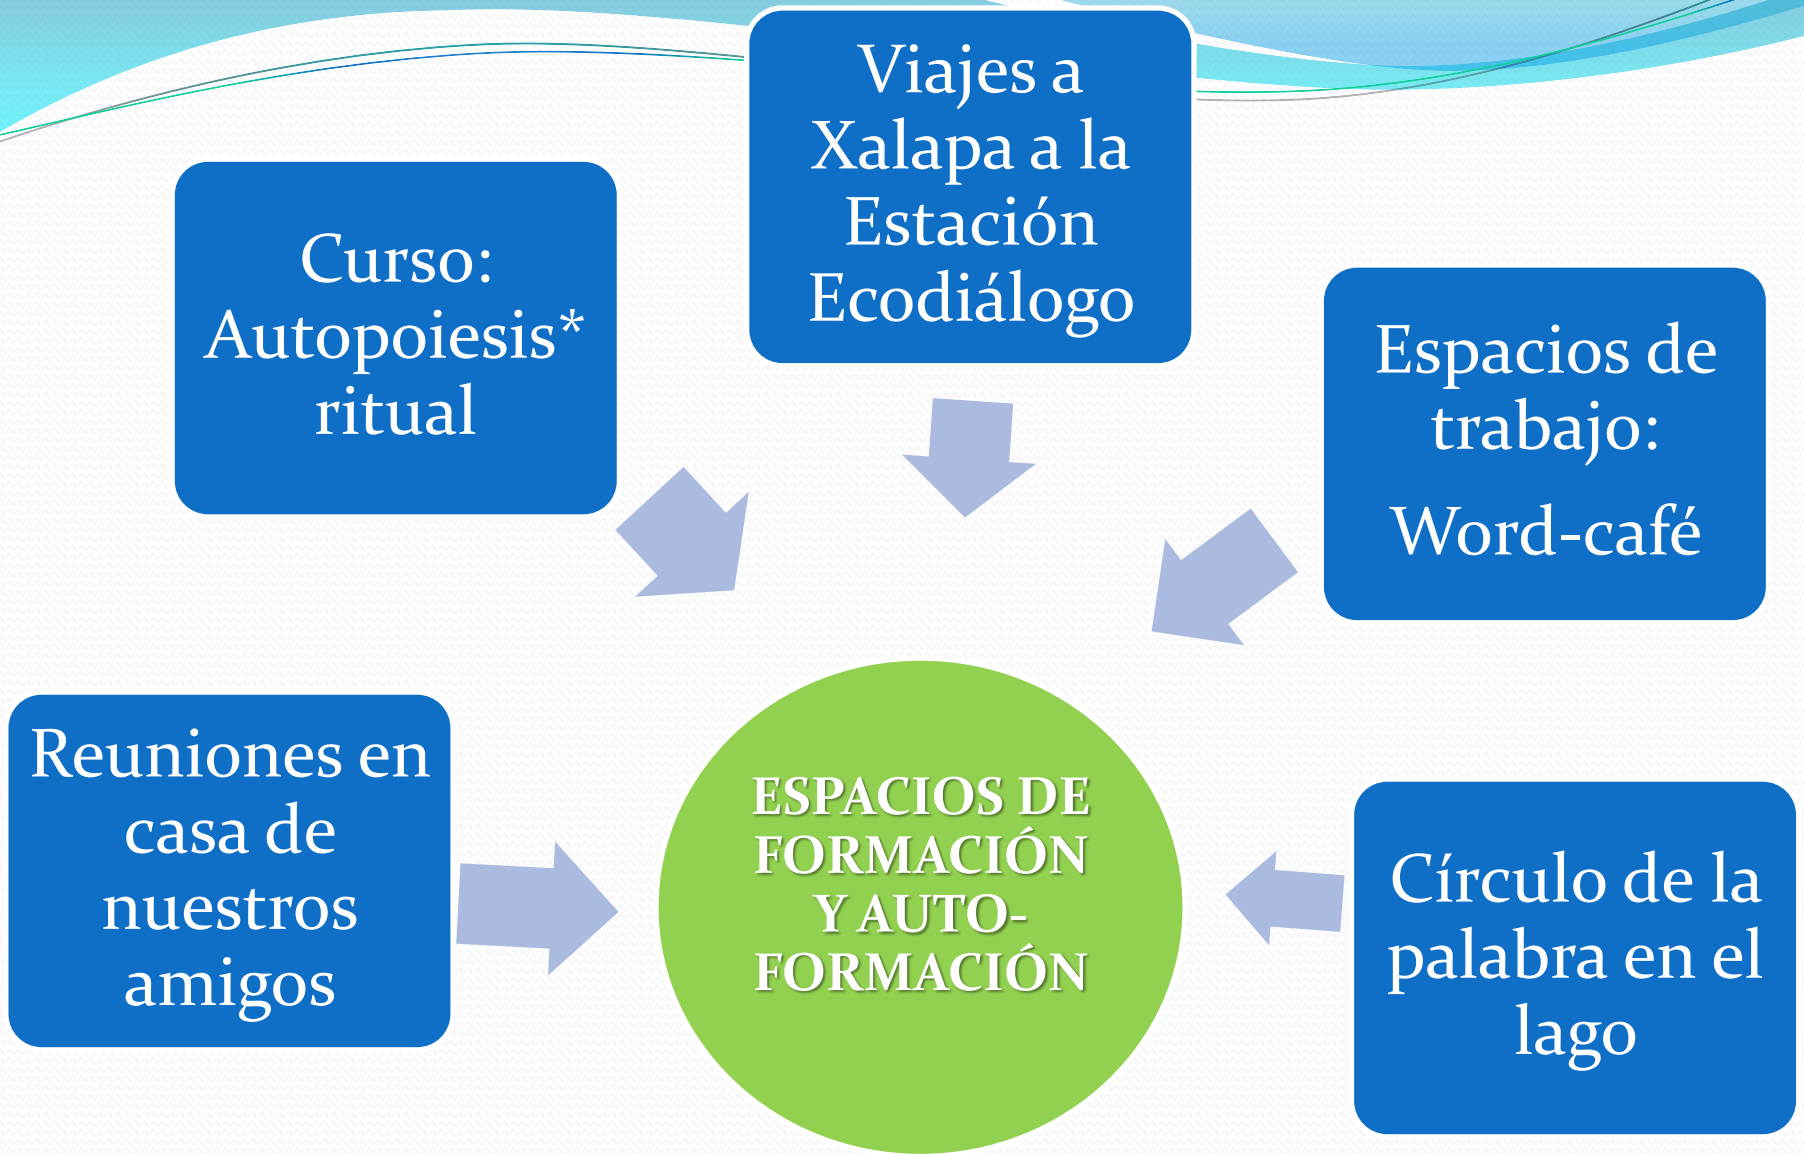 Viajes a
Xalapa a la
Estación
Ecodiálogo
Curso:
Autopoiesis*
ritual
Espacios de
trabajo:
Word-café
Reuniones en
casa de
nuestros
amigos
ESPACIOS DE
FORMACIÓN
Y AUTO-
FORMACIÓN
Círculo de la
palabra en el
lago